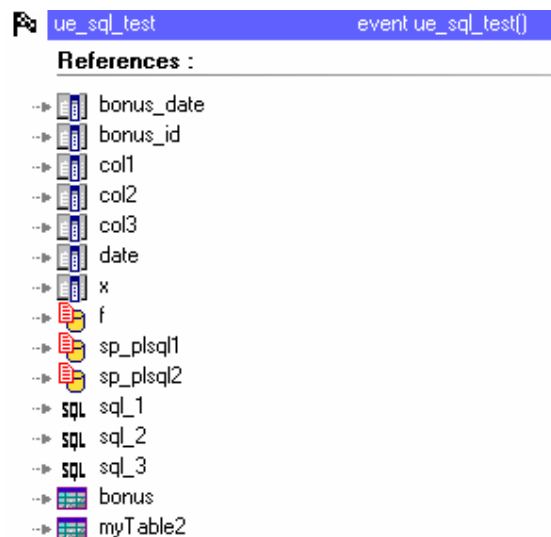 ue_sql_test event ue_sql_test()
References :
bonus_date
bonus_id
col1
col2
col3
date
x
f
sp_plsql1
sp_plsql2
SQL sql_1
SQL sql_2
SQL sql_3
bonus
myTable2